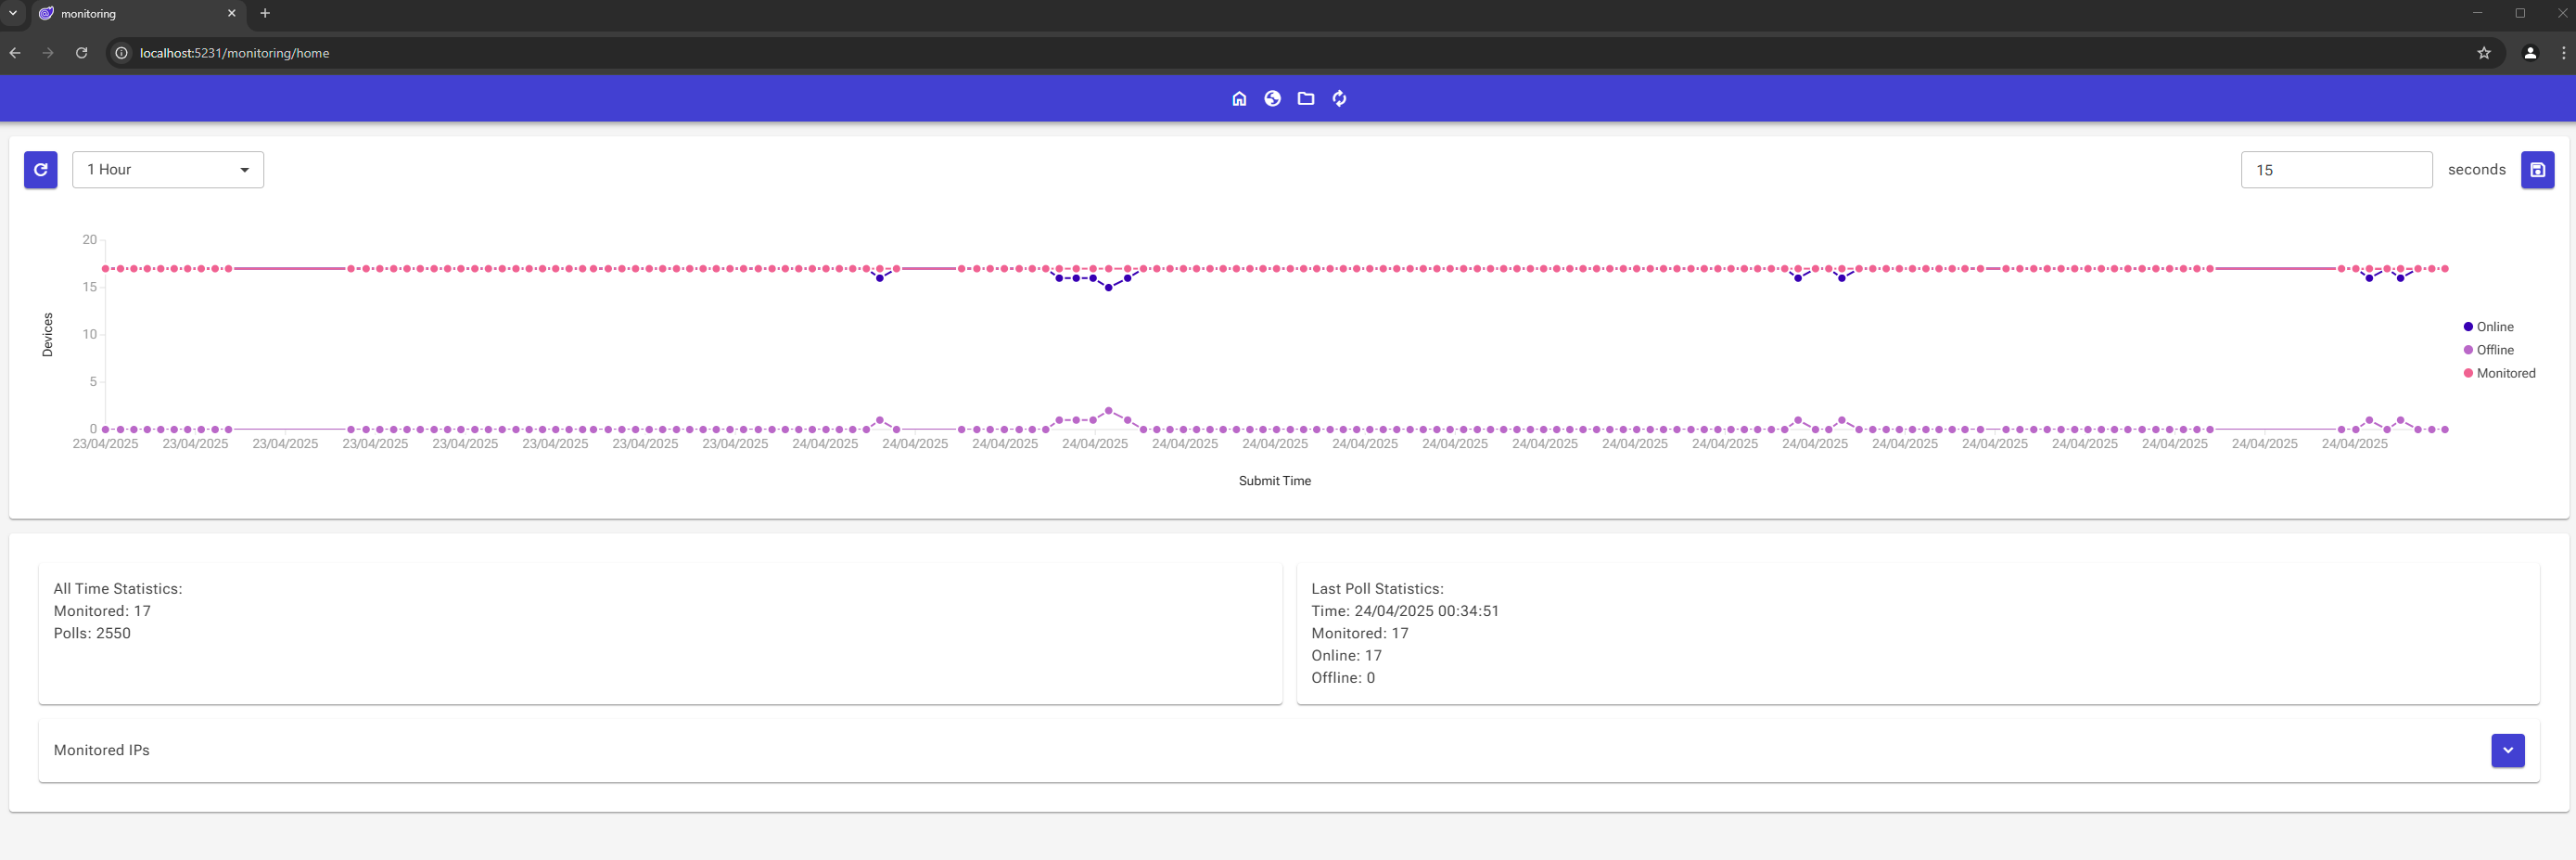 monitoring
localhost:5231/monitoring/home
1 Hour
15 seconds
20
15
10
5
0
Devices
23/04/2025 23/04/2025 23/04/2025 23/04/2025 23/04/2025 23/04/2025 23/04/2025 23/04/2025 24/04/2025 24/04/2025 24/04/2025 24/04/2025 24/04/2025 24/04/2025 24/04/2025 24/04/2025 24/04/2025 24/04/2025 24/04/2025 24/04/2025 24/04/2025 24/04/2025 24/04/2025 24/04/2025 24/04/2025 24/04/2025
Submit Time
Online
Offline
Monitored
All Time Statistics:
Monitored: 17
Polls: 2550
Last Poll Statistics:
Time: 24/04/2025 00:34:51
Monitored: 17
Online: 17
Offline: 0
Monitored IPs